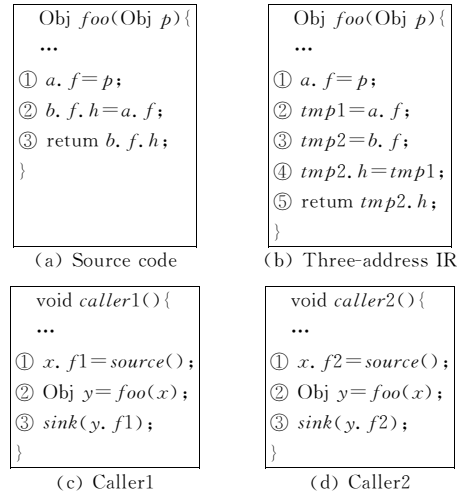 Obj foo(Obj p){
…
① a.f=p;
② b.f.h=a.f;
③ retum b.f.h;
}
(a) Source code
Obj foo(Obj p){
…
① a.f=p;
② tmp1=a.f;
③ tmp2=b.f;
④ tmp2.h=tmp1;
⑤ retum tmp2.h;
}
(b) Three-address IR
void caller1(){
…
① x.f1=source();
② Obj y=foo(x);
③ sink(y.f1);
}
(c) Caller1
void caller2(){
…
① x.f2=source();
② Obj y=foo(x);
③ sink(y.f2);
}
(d) Caller2